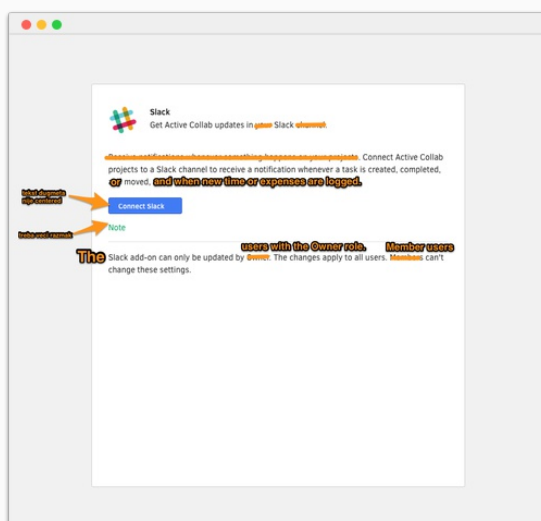 Slack
Get Active Collab updates in your Slack channel.
Receive notifications whenever something happens on your projects. Connect Active Collab
projects to a Slack channel to receive a notification whenever a task is created, completed,
or moved, and when new time or expenses are logged.
tekst dugmeta
nije centered
Connect Slack
treba veci razmak
Note
users with the Owner role. Member users
The Slack add-on can only be updated by Owner. The changes apply to all users. Members can't
change these settings.